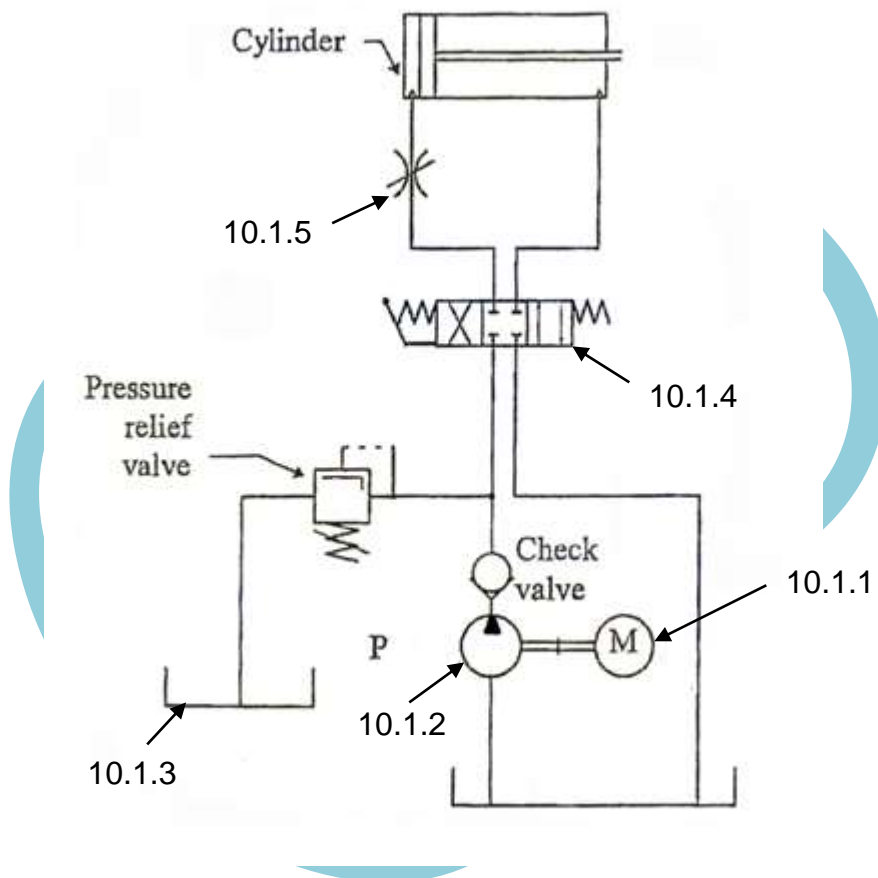 Cylinder
10.1.5
10.1.4
Pressure
relief
valve
Check
valve
10.1.1
P
M
10.1.2
10.1.3